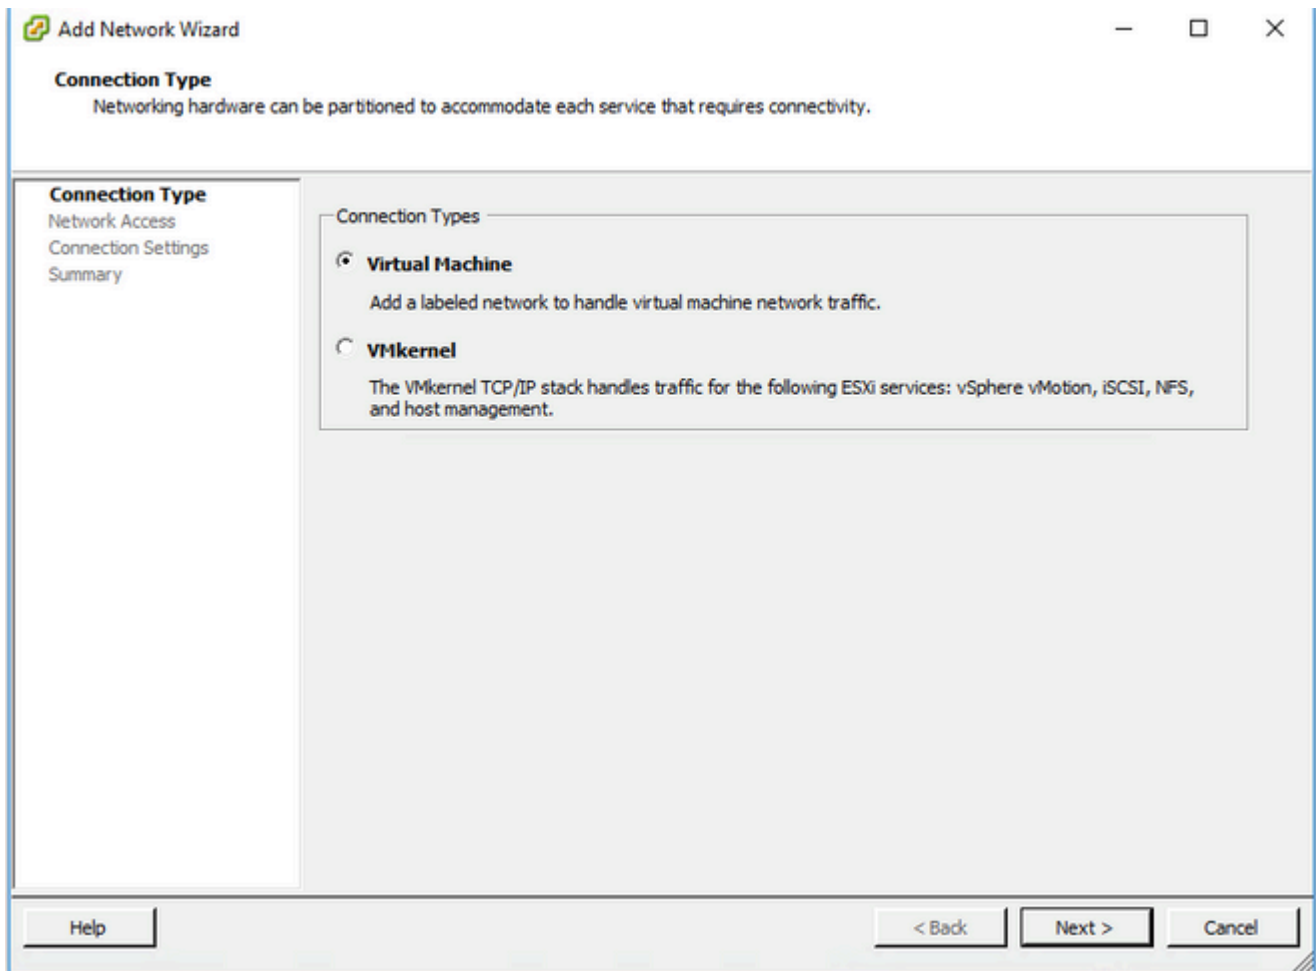 Add Network Wizard
Connection Type
Networking hardware can be partitioned to accommodate each service that requires connectivity.
Connection Type
Network Access
Connection Settings
Summary
Connection Types
Virtual Machine
Add a labeled network to handle virtual machine network traffic.
VMkernel
The VMkernel TCP/IP stack handles traffic for the following ESXi services: vSphere vMotion, iSCSI, NFS,
and host management.
Help
< Back
Next >
Cancel